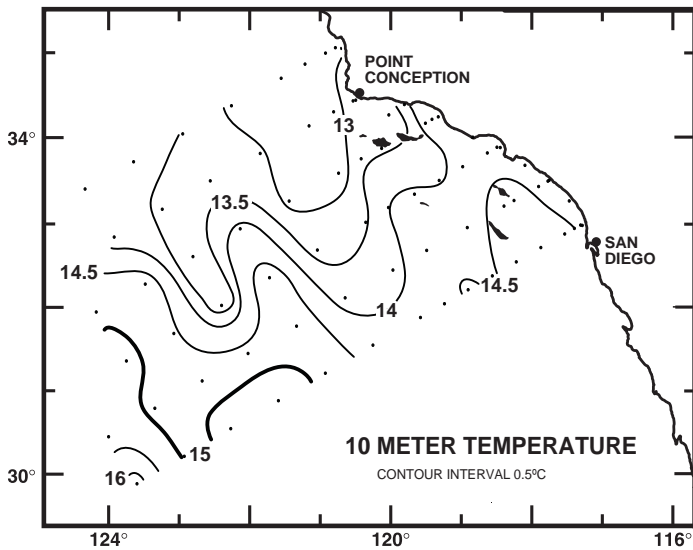 POINT
CONCEPTION
34°
13
13.5
SAN
DIEGO
14.5
14.5
14
15
10 METER TEMPERATURE
16
CONTOUR INTERVAL 0.5ºC
30°
124°
120°
116°